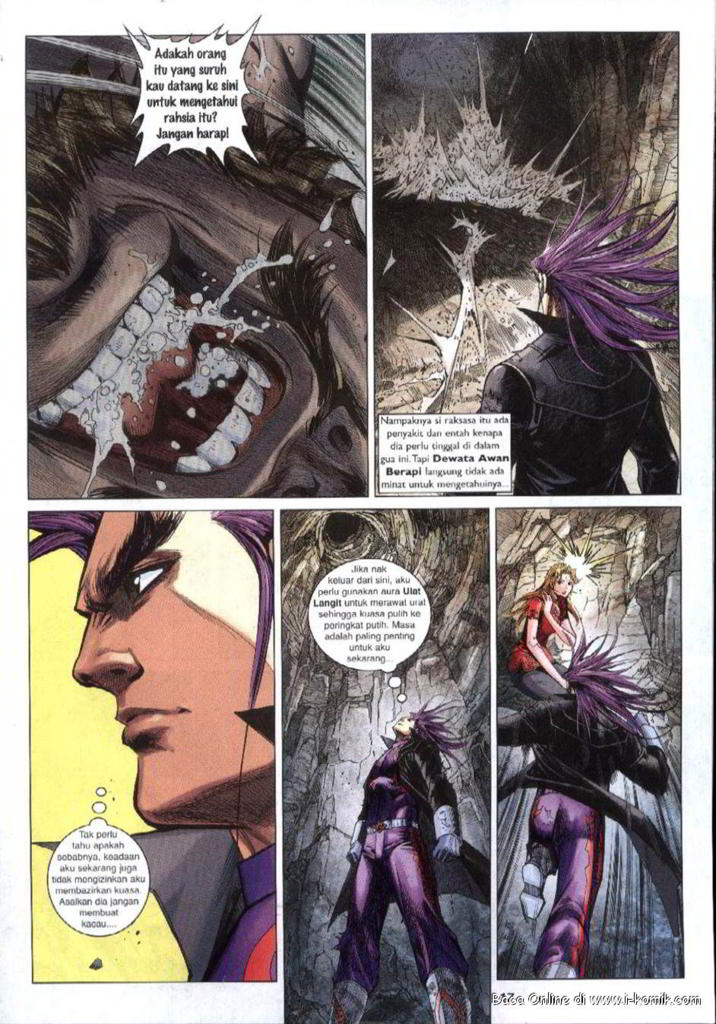 Adakah orang
itu yang suruh
kau datang ke sini
untuk mengetahui
rahsia itu?
Jangan harap!
Nampaknya si raksasa itu ada
penyakit dan entah kenapa
dia perlu tinggal di dalam
gua ini. Tapi Dewata Awan
Berapi langsung tidak ada
minat untuk mengetahuinya...
Tak perlu
tahu apakah
sebabnya, keadaan
aku sekarang juga
tidak mengizinkan aku
membazirkan kuasa.
Asalkan dia jangan
membuat
kacau....
Jika nak
keluar dari sini, aku
perlu gunakan aura Ulat
Langit untuk merawat urat
sehingga kuasa pulih ke
peringkat putih. Masa
adalah paling penting
untuk aku
sekarang...
47
Baca Online di www.i-komik.com